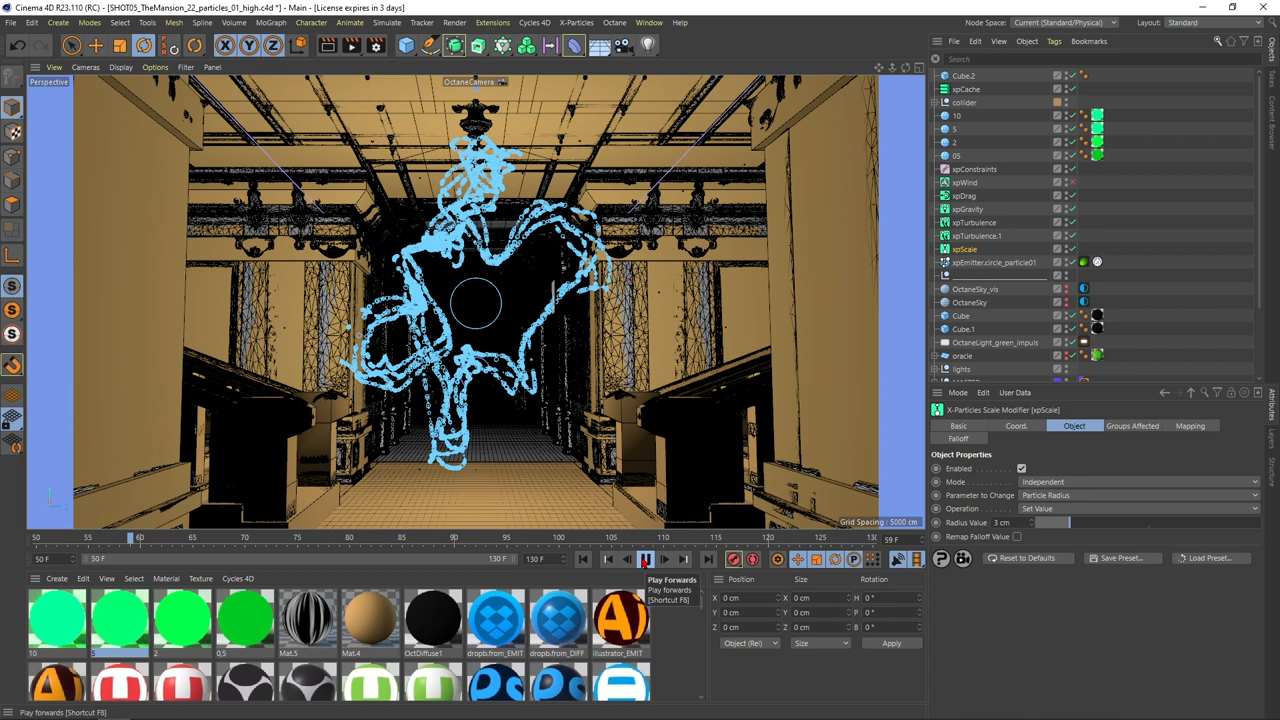 Cinema 4D R23.110 (RC) - [SHOT05_TheMansion_22_particles_01_high.c4d *] - Main - [License expires in 3 days]
File Edit Create Modes Select Tools Mesh Spline Volume MoGraph Character Animate Simulate Tracker Render Extensions Cycles 4D X-Particles Octane Window Help Node Space: Current (Standard/Physical) Layout: Standard
View Cameras Display Options Filter Panel
File Edit View Object Tags Bookmarks
Search
Perspective
OctaneCamera
Cube.2
xpCache
collider
10
5
2
05
xpConstraints
xpWind
xpDrag
xpGravity
xpTurbulence
xpTurbulence.1
xpScale
xpEmitter.circle_particle01
OctaneSky_vis
OctaneSky
Cube
Cube.1
OctaneLight_green_impuls
oracle
lights
Objects
Takes
Content Browser
Mode Edit User Data
X-Particles Scale Modifier [xpScale]
Basic Coord. Object Groups Affected Mapping
Falloff
Object Properties
Enabled
Mode Independent
Parameter to Change Particle Radius
Operation Set Value
Radius Value 3 cm
Remap Falloff Value
Reset to Defaults Save Preset... Load Preset...
Attributes
Layers
Structure
Grid Spacing : 5000 cm
50 55 60 65 70 75 80 85 90 95 100 105 110 115 120 125 59 F
50 F 50 F 130 F 130 F
Play Forwards
Play forwards
[Shortcut F8]
Create Edit View Select Material Texture Cycles 4D
10 5 2 0,5 Mat.5 Mat.4 OctDiffuse1 dropb.from_EMIT dropb.from_DIFF illustrator_EMIT
Position Size Rotation
X 0 cm X 0 cm H 0 °
Y 0 cm Y 0 cm P 0 °
Z 0 cm Z 0 cm B 0 °
Object (Rel) Size Apply
Play forwards [Shortcut F8]